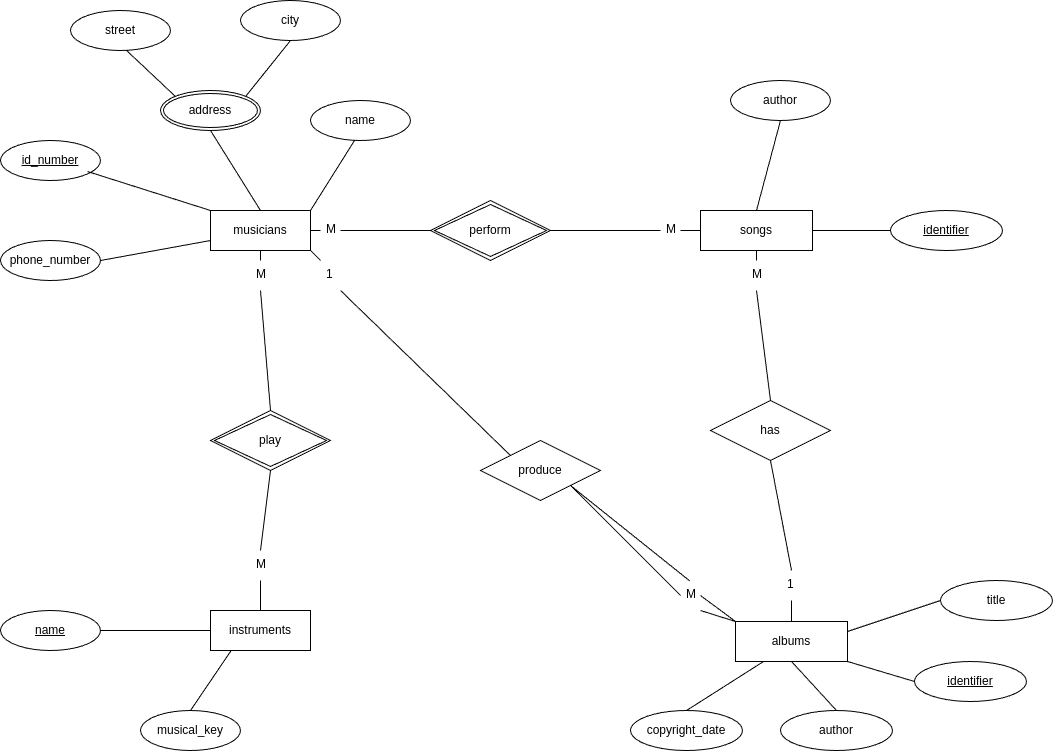 city
street
author
address
name
id_number
musicians
M
perform
M
songs
identifier
phone_number
M
1
M
play
produce
has
M
M
1
title
name
instruments
albums
identifier
musical_key
copyright_date
author